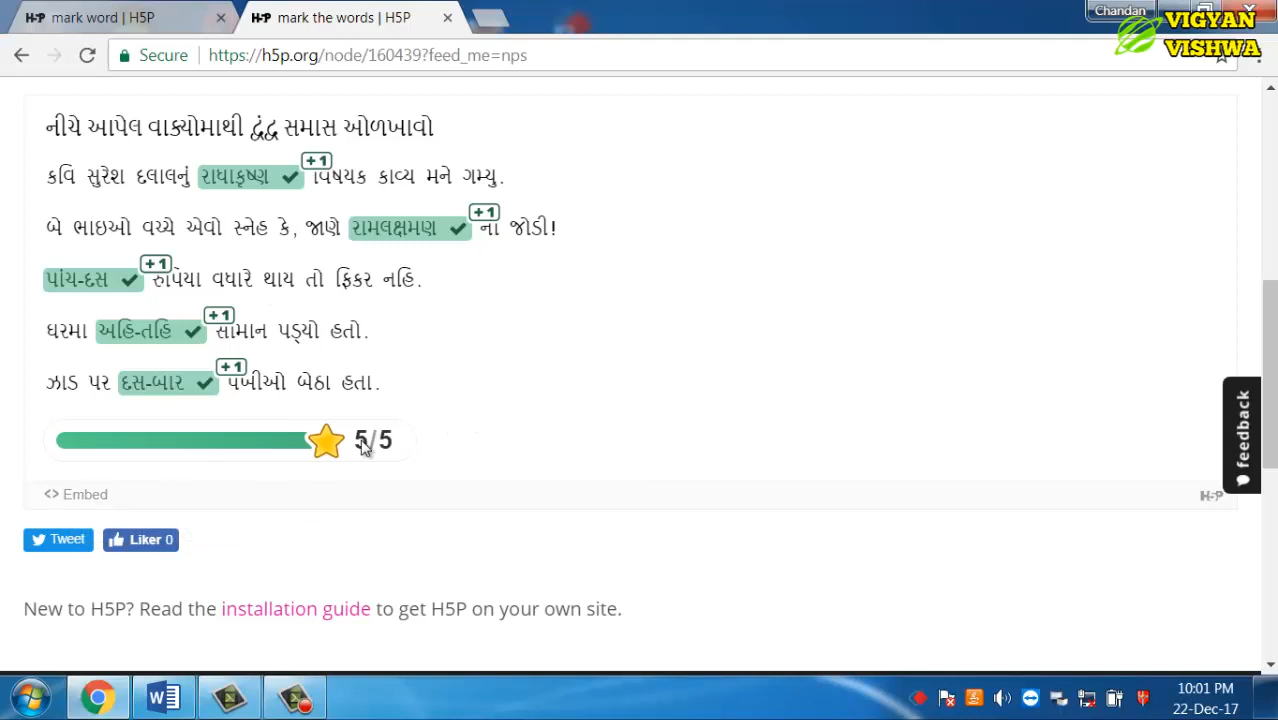 mark word | H5P
mark the words | H5P
Chandan
VIGYAN
VISHWA
Secure
https://h5p.org/node/160439?feed_me=nps
નીચે આપેલ વાક્યોમાથી દ્વંદ્વ સમાસ ઓળખાવો
કવિ સુરેશ દલાલનું રાધાકૃષ્ણ +1 વિષયક કાવ્ય મને ગમ્યુ.
બે ભાઇઓ વચ્ચે એવો સ્નેહ કે, જાણે રામલક્ષમણ +1 ના જોડી!
પાંચ-દસ +1 રુપિયા વધારે થાય તો ફિકર નહિ.
ઘરમા અહિ-તહિ +1 સામાન પડ્યો હતો.
ઝાડ પર દસ-બાર +1 પંખીઓ બેઠા હતા.
5/5
<> Embed
H5P
feedback
Tweet
Liker 0
New to H5P? Read the installation guide to get H5P on your own site.
10:01 PM
22-Dec-17